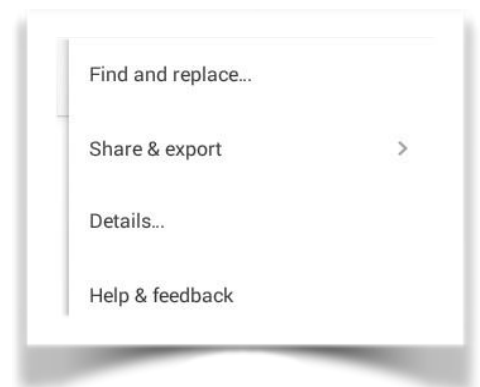 Find and replace...
Share & export
Details...
Help & feedback